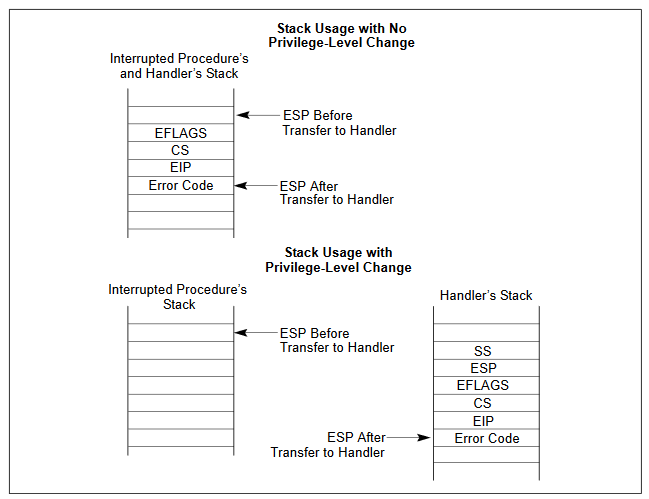 Stack Usage with No
Privilege-Level Change
Interrupted Procedure's
and Handler's Stack
ESP Before
Transfer to Handler
EFLAGS
CS
EIP
Error Code
ESP After
Transfer to Handler
Stack Usage with
Privilege-Level Change
Interrupted Procedure's
Stack
Handler's Stack
ESP Before
Transfer to Handler
SS
ESP
EFLAGS
CS
EIP
ESP After
Transfer to Handler
Error Code